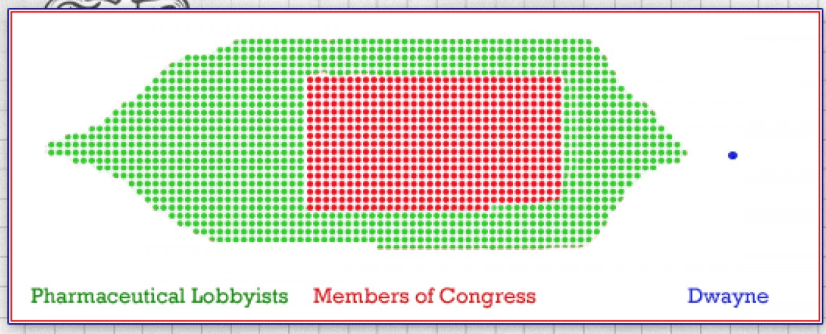 Pharmaceutical Lobbyists Members of Congress Dwayne